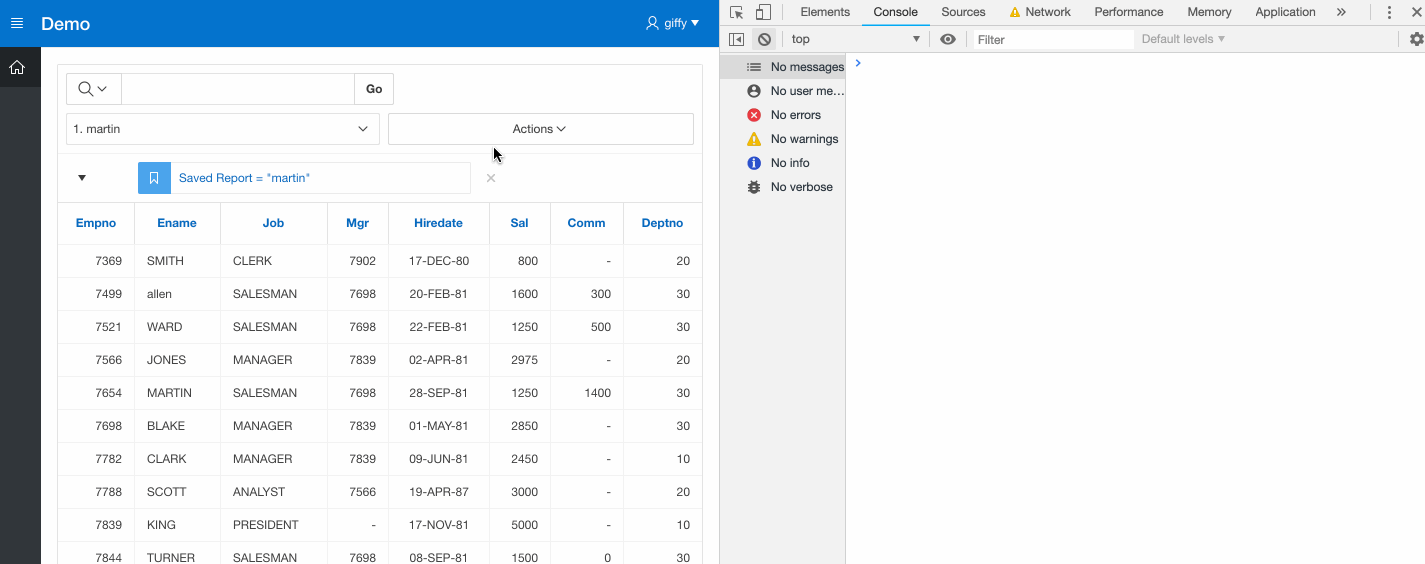 Demo
giffy
Go
1. martin
Actions
Saved Report = "martin"
Empno Ename Job Mgr Hiredate Sal Comm Deptno
7369 SMITH CLERK 7902 17-DEC-80 800 - 20
7499 allen SALESMAN 7698 20-FEB-81 1600 300 30
7521 WARD SALESMAN 7698 22-FEB-81 1250 500 30
7566 JONES MANAGER 7839 02-APR-81 2975 - 20
7654 MARTIN SALESMAN 7698 28-SEP-81 1250 1400 30
7698 BLAKE MANAGER 7839 01-MAY-81 2850 - 30
7782 CLARK MANAGER 7839 09-JUN-81 2450 - 10
7788 SCOTT ANALYST 7566 19-APR-87 3000 - 20
7839 KING PRESIDENT - 17-NOV-81 5000 - 10
7844 TURNER SALESMAN 7698 08-SEP-81 1500 0 30
Elements Console Sources Network Performance Memory Application »
top Filter Default levels
No messages
No user me…
No errors
No warnings
No info
No verbose